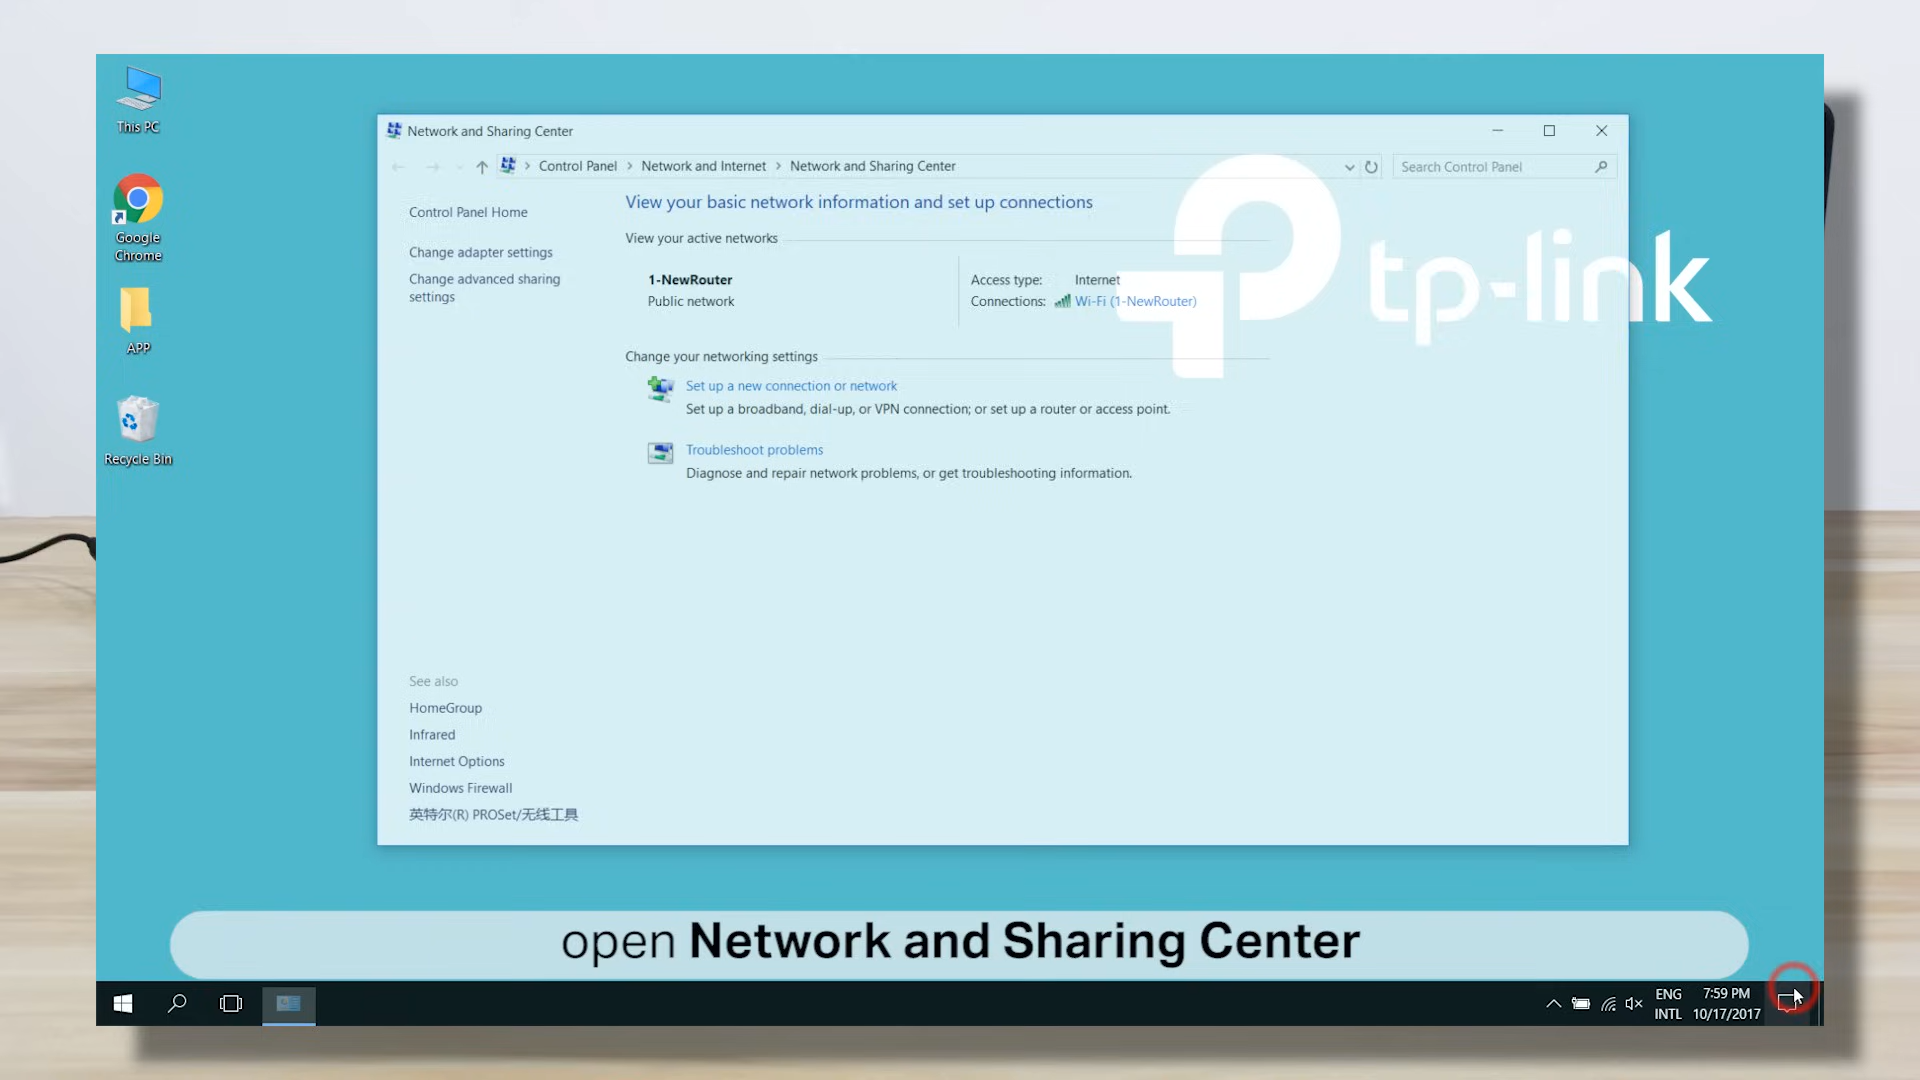 This PC
Google
Chrome
APP
Recycle Bin
Network and Sharing Center
Control Panel > Network and Internet > Network and Sharing Center
Search Control Panel
Control Panel Home
Change adapter settings
Change advanced sharing
settings
View your basic network information and set up connections
View your active networks
1-NewRouter
Public network
Access type: Internet
Connections: Wi-Fi (1-NewRouter)
Change your networking settings
Set up a new connection or network
Set up a broadband, dial-up, or VPN connection; or set up a router or access point.
Troubleshoot problems
Diagnose and repair network problems, or get troubleshooting information.
tp-link
See also
HomeGroup
Infrared
Internet Options
Windows Firewall
英特尔(R) PROSet/无线工具
open Network and Sharing Center
ENG
INTL
7:59 PM
10/17/2017